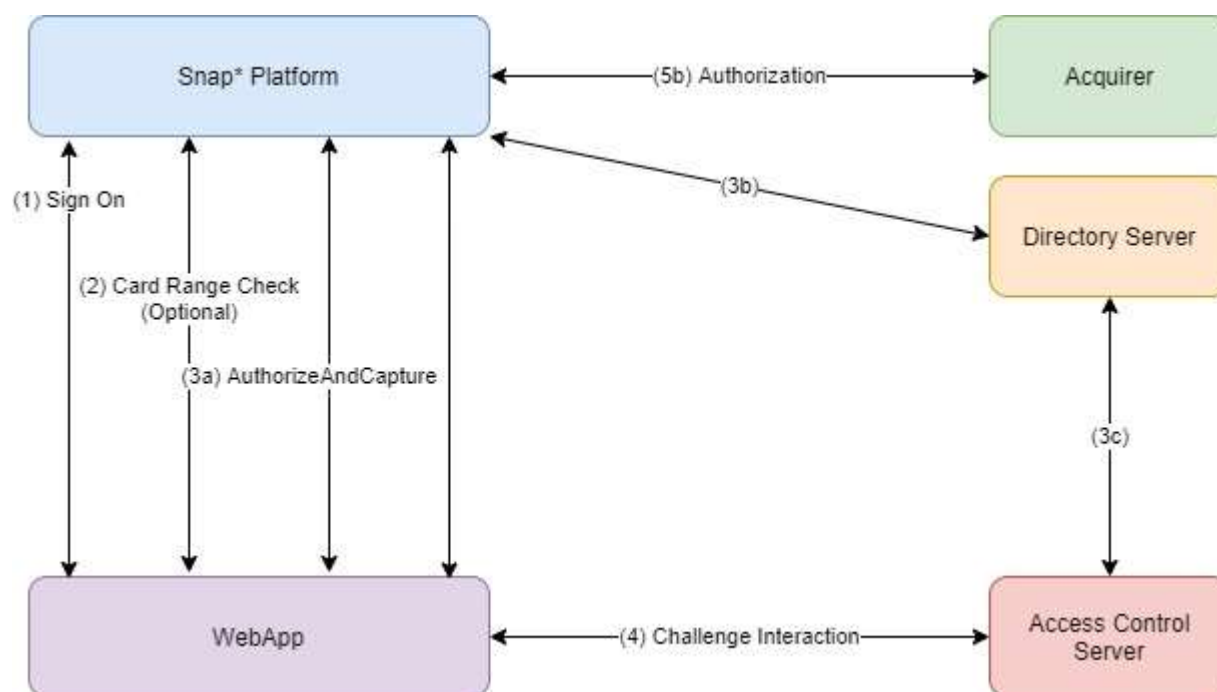 Snap* Platform
(5b) Authorization
Acquirer
(1) Sign On
(3b)
Directory Server
(2) Card Range Check
(Optional)
(3a) AuthorizeAndCapture
(3c)
WebApp
(4) Challenge Interaction
Access Control
Server